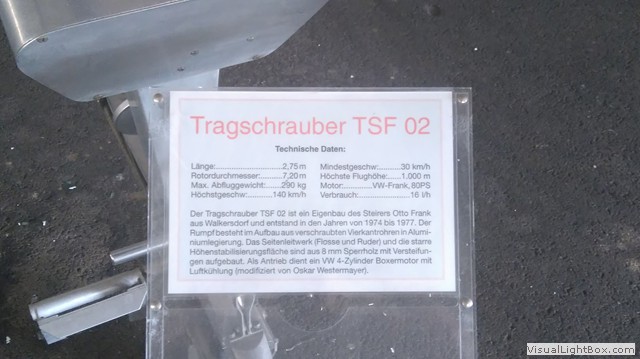 Tragschrauber TSF 02
Technische Daten:
Länge:...........................2,75 m Mindestgeschw:.........30 km/h
Rotordurchmesser:..........7,20 m Höchste Flughöhe:......1.000 m
Max. Abfluggewicht:......290 kg Motor:............VW-Frank, 80PS
Höchstgeschw:............140 km/h Verbrauch:....................16 l/h
Der Tragschrauber TSF 02 ist ein Eigenbau des Steirers Otto Frank
aus Walkersdorf und entstand in den Jahren von 1974 bis 1977. Der
Rumpf besteht im Aufbau aus verschraubten Vierkantrohren in Alumi-
niumlegierung. Das Seitenleitwerk (Flosse und Ruder) und die starre
Höhenstabilisierungsfläche sind aus 8 mm Sperrholz mit Versteifun-
gen aufgebaut. Als Antrieb dient ein VW 4-Zylinder Boxermotor mit
Luftkühlung (modifiziert von Oskar Westermayer).
VisualLightBox.com